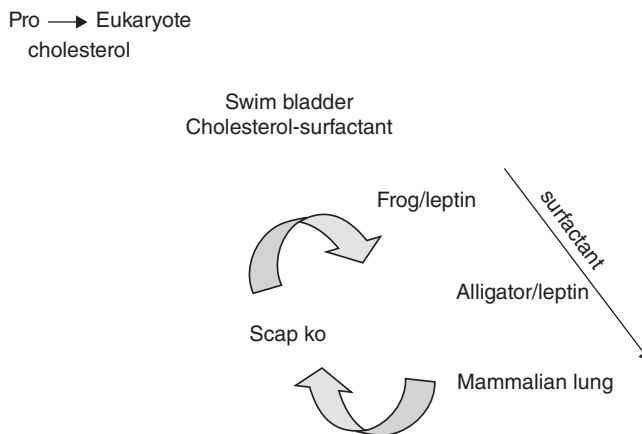 Pro → Eukaryote
cholesterol
Swim bladder
Cholesterol-surfactant
Frog/leptin
surfactant
Alligator/leptin
Scap ko
Mammalian lung